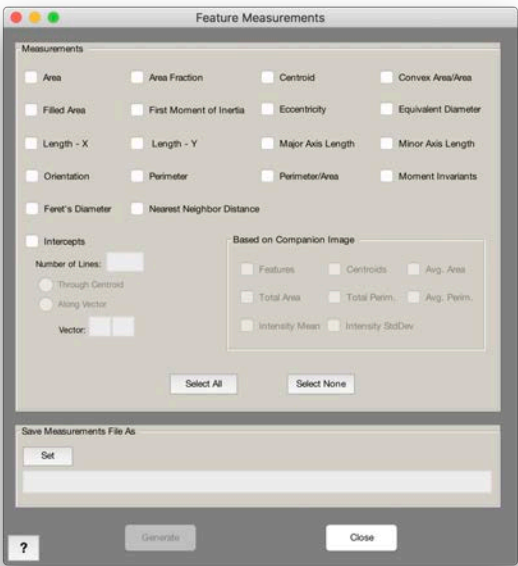 Feature Measurements
Measurements
Area Area Fraction Centroid Convex Area/Area
Filled Area First Moment of Inertia Eccentricity Equivalent Diameter
Length - X Length - Y Major Axis Length Minor Axis Length
Orientation Perimeter Perimeter/Area Moment Invariants
Feret's Diameter Nearest Neighbor Distance
Intercepts Based on Companion Image
Number of Lines: Features Centroids Avg. Area
Through Centroid
Along Vector Total Area Total Perim. Avg. Perim.
Vector: Intensity Mean Intensity StdDev
Select All Select None
Save Measurements File As
Set
? Generate Close